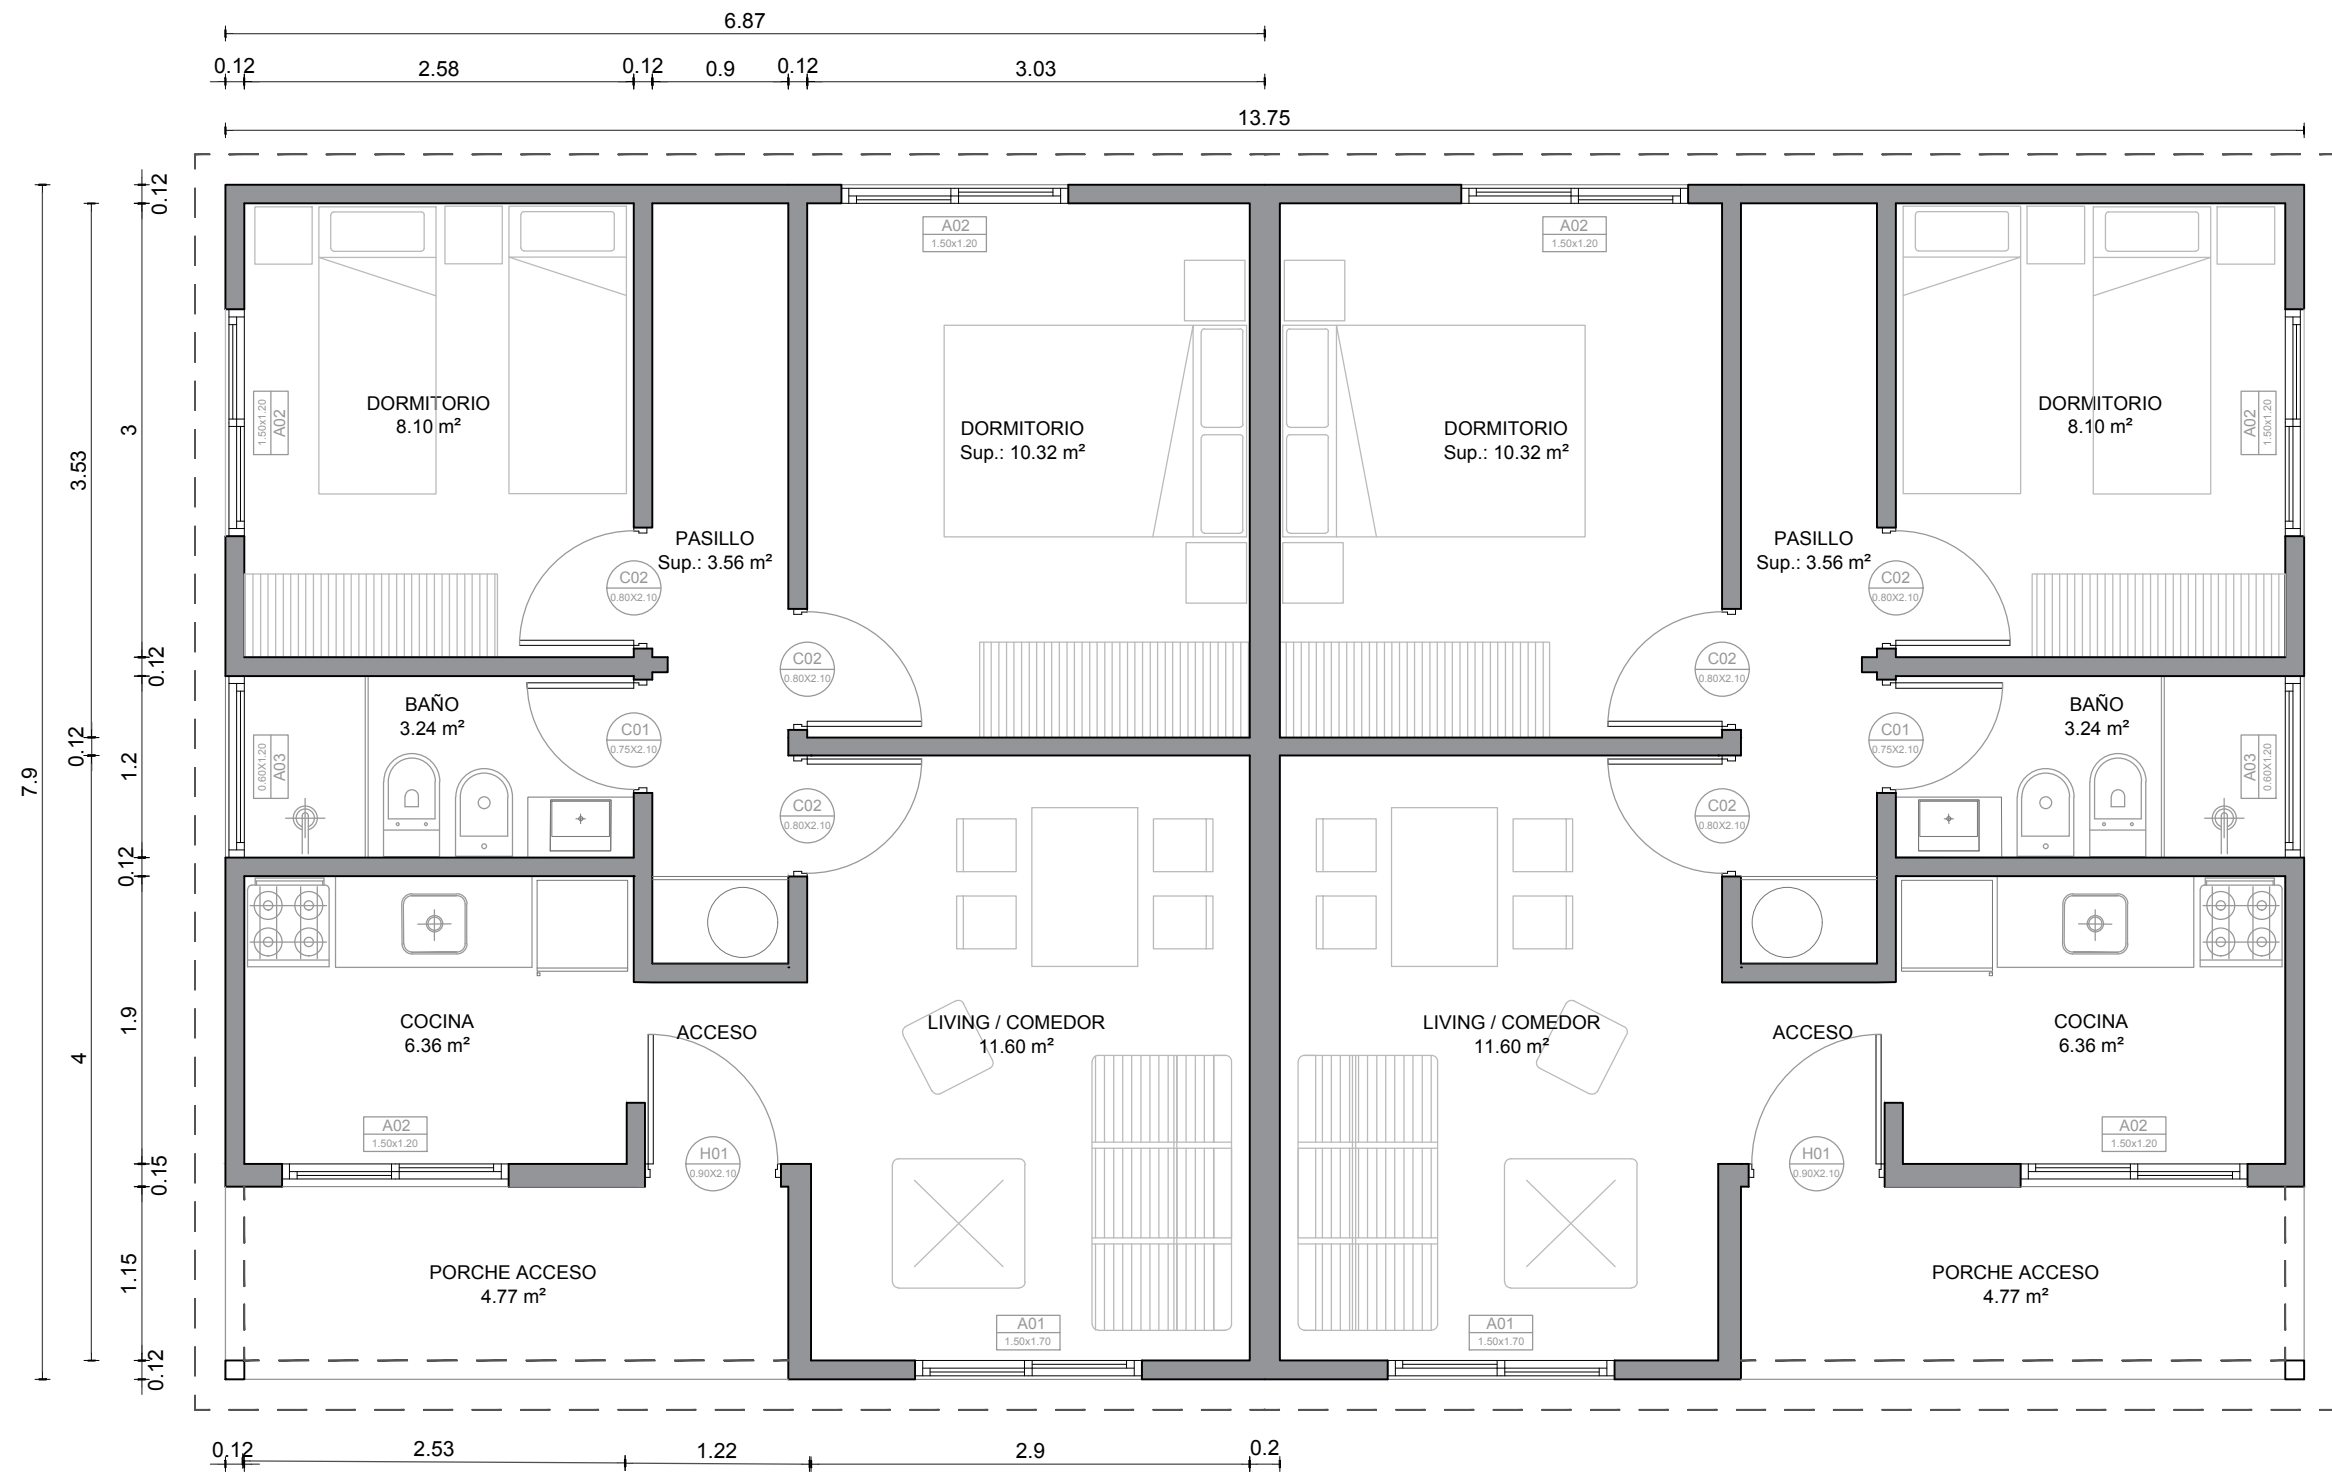 6.87
0.12 2.58 0.12 0.9 0.12 3.03
13.75
0.12
3
0.12
1.2
0.12
1.9
0.15
1.15
0.12
3.53
0.12
4
7.9
A02
1.50x1.20
A02
1.50x1.20
DORMITORIO
8.10 m²
A02
1.50x1.20
DORMITORIO
Sup.: 10.32 m²
DORMITORIO
Sup.: 10.32 m²
DORMITORIO
8.10 m²
A02
1.50x1.20
PASILLO
Sup.: 3.56 m²
PASILLO
Sup.: 3.56 m²
C02
0.80X2.10
C02
0.80X2.10
C02
0.80X2.10
C02
0.80X2.10
BAÑO
3.24 m²
C01
0.75X2.10
C01
0.75X2.10
BAÑO
3.24 m²
A03
0.60X1.20
A03
0.60X1.20
C02
0.80X2.10
C02
0.80X2.10
COCINA
6.36 m²
ACCESO
LIVING / COMEDOR
11.60 m²
LIVING / COMEDOR
11.60 m²
ACCESO
COCINA
6.36 m²
A02
1.50x1.20
H01
0.90X2.10
H01
0.90X2.10
A02
1.50x1.20
PORCHE ACCESO
4.77 m²
A01
1.50x1.70
A01
1.50x1.70
PORCHE ACCESO
4.77 m²
0.12 2.53 1.22 2.9 0.2